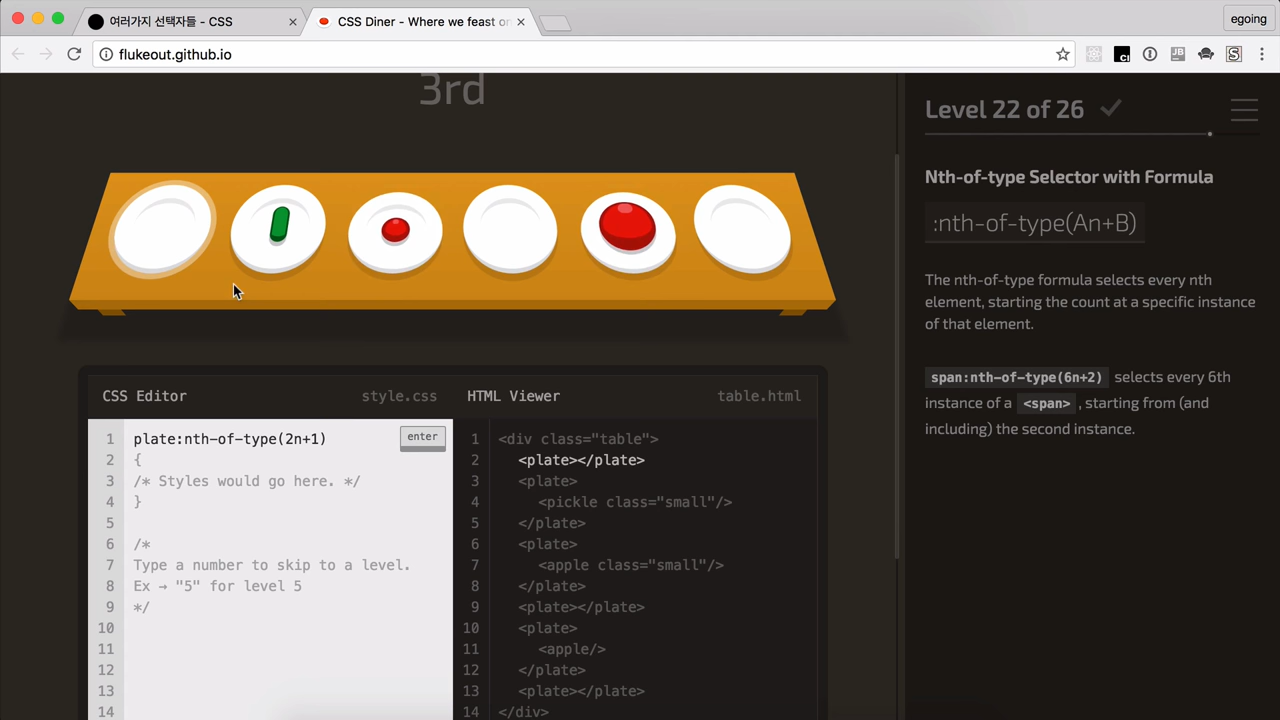 여러가지 선택자들 - CSS
CSS Diner - Where we feast on
egoing
flukeout.github.io
3rd
Level 22 of 26
Nth-of-type Selector with Formula
:nth-of-type(An+B)
The nth-of-type formula selects every nth
element, starting the count at a specific instance
of that element.
span:nth-of-type(6n+2) selects every 6th
instance of a <span> , starting from (and
including) the second instance.
CSS Editor
style.css
1 plate:nth-of-type(2n+1)
enter
2 {
3 /* Styles would go here. */
4 }
5
6 /*
7 Type a number to skip to a level.
8 Ex → "5" for level 5
9 */
10
11
12
13
14
HTML Viewer
table.html
1 <div class="table">
2 <plate></plate>
3 <plate>
4 <pickle class="small"/>
5 </plate>
6 <plate>
7 <apple class="small"/>
8 </plate>
9 <plate></plate>
10 <plate>
11 <apple/>
12 </plate>
13 <plate></plate>
14 </div>